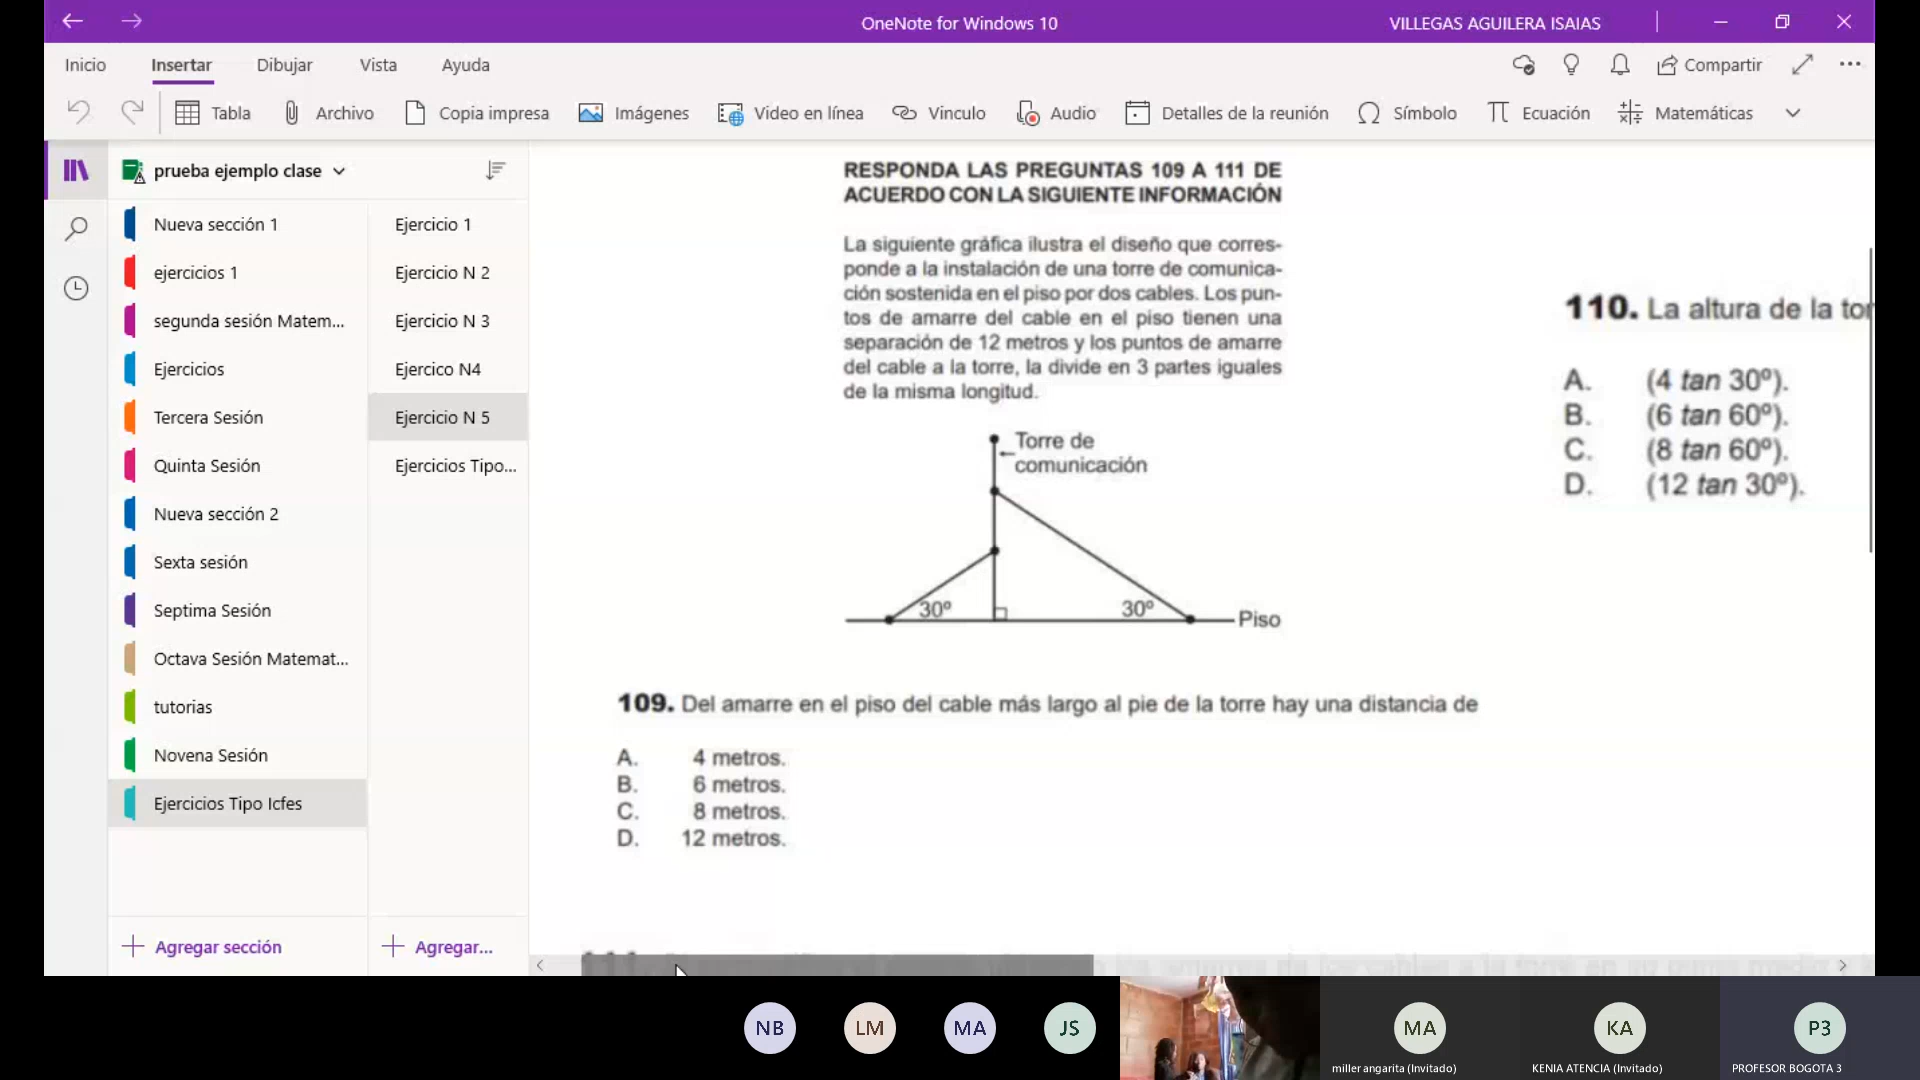 OneNote for Windows 10
VILLEGAS AGUILERA ISAIAS
Inicio
Insertar
Dibujar
Vista
Ayuda
Compartir
Tabla
Archivo
Copia impresa
Imágenes
Video en línea
Vínculo
Audio
Detalles de la reunión
Símbolo
Ecuación
Matemáticas
prueba ejemplo clase
Nueva sección 1
ejercicios 1
segunda sesión Matem...
Ejercicios
Tercera Sesión
Quinta Sesión
Nueva sección 2
Sexta sesión
Septima Sesión
Octava Sesión Matemat...
tutorias
Novena Sesión
Ejercicios Tipo Icfes
Agregar sección
Ejercicio 1
Ejercicio N 2
Ejercicio N 3
Ejercico N4
Ejercicio N 5
Ejercicios Tipo...
Agregar...
RESPONDA LAS PREGUNTAS 109 A 111 DE
ACUERDO CON LA SIGUIENTE INFORMACIÓN
La siguiente gráfica ilustra el diseño que corres-
ponde a la instalación de una torre de comunica-
ción sostenida en el piso por dos cables. Los pun-
tos de amarre del cable en el piso tienen una
separación de 12 metros y los puntos de amarre
del cable a la torre, la divide en 3 partes iguales
de la misma longitud.
Torre de
comunicación
30º
30º
Piso
109. Del amarre en el piso del cable más largo al pie de la torre hay una distancia de
A. 4 metros.
B. 6 metros.
C. 8 metros.
D. 12 metros.
110. La altura de la tor
A. (4 tan 30º).
B. (6 tan 60º).
C. (8 tan 60º).
D. (12 tan 30º).
NB
LM
MA
JS
MA
miller angarita (Invitado)
KA
KENIA ATENCIA (Invitado)
P3
PROFESOR BOGOTA 3